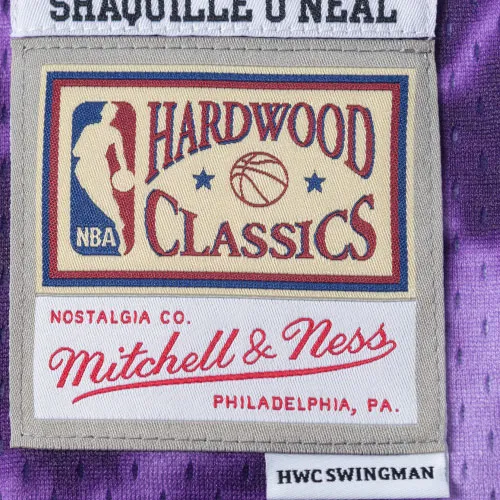 SHAQUILLE O'NEAL
HARDWOOD
NBA
CLASSICS
NOSTALGIA CO.
Mitchell & Ness
PHILADELPHIA, PA.
HWC SWINGMAN